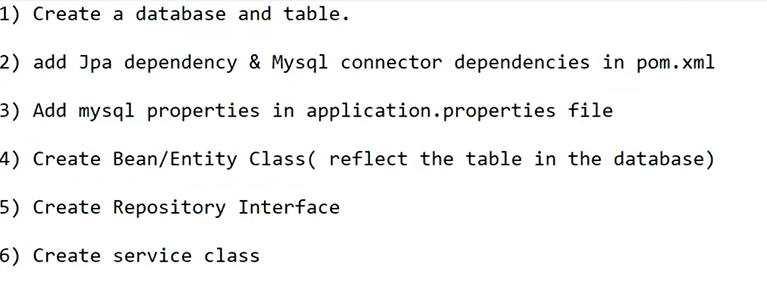 1) Create a database and table.
2) add Jpa dependency & Mysql connector dependencies in pom.xml
3) Add mysql properties in application.properties file
4) Create Bean/Entity Class( reflect the table in the database)
5) Create Repository Interface
6) Create service class